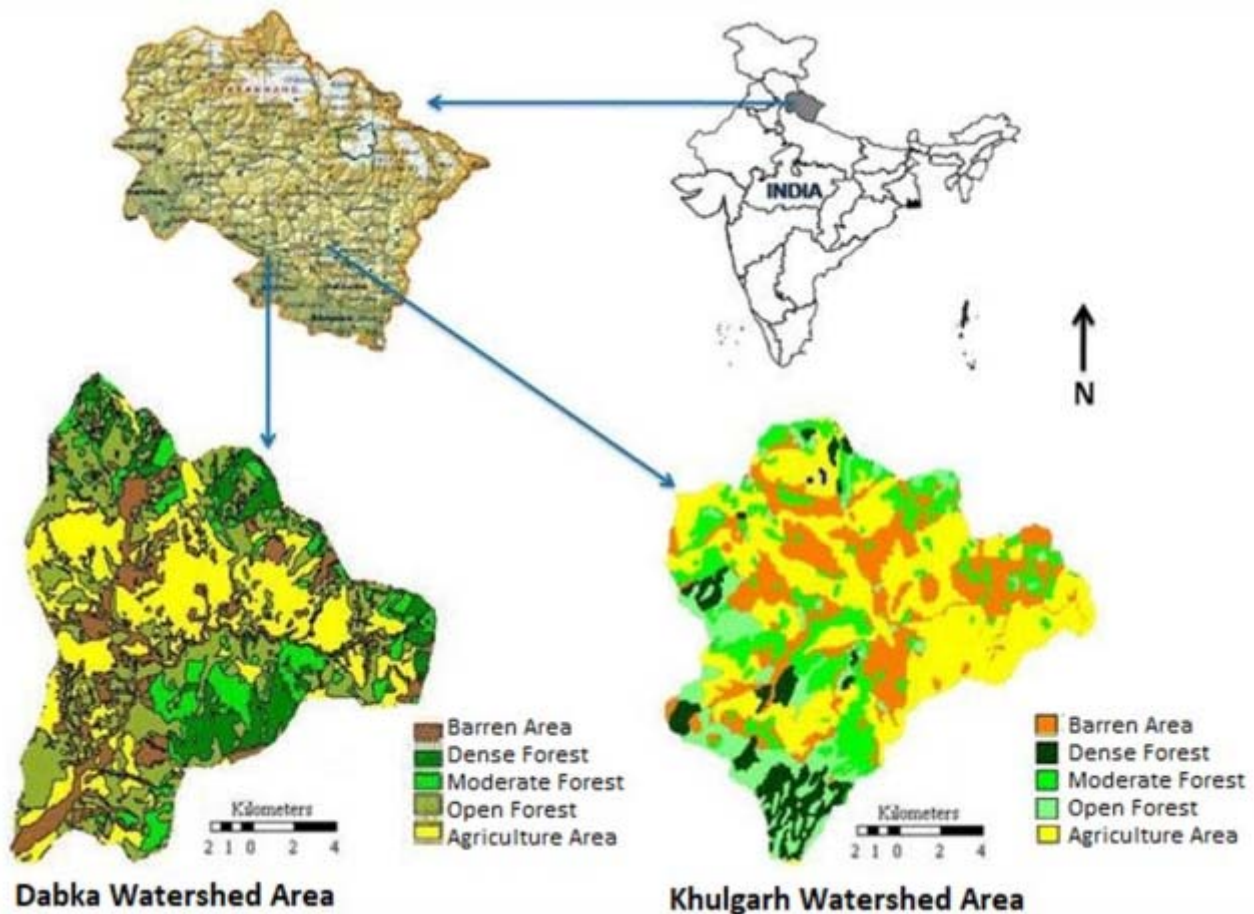 INDIA
N
Barren Area
Dense Forest
Moderate Forest
Open Forest
Agriculture Area
Kilometers
2 1 0 2 4
Dabka Watershed Area
Barren Area
Dense Forest
Moderate Forest
Open Forest
Agriculture Area
Kilometers
2 1 0 2 4
Khulgarh Watershed Area